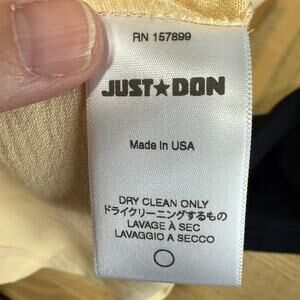 RN 157899
JUST★DON
Made in USA
DRY CLEAN ONLY
ドライクリーニングするもの
LAVAGE À SEC
LAVAGGIO A SECCO